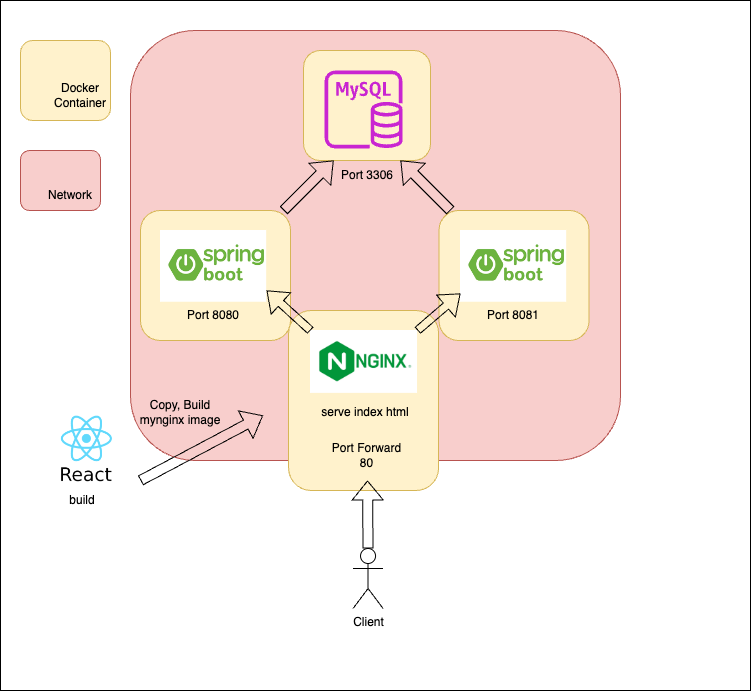 Docker
Container
MySQL
Port 3306
Network
spring
boot
Port 8080
spring
boot
Port 8081
N NGINX
serve index html
Port Forward
80
Copy, Build
mynginx image
React
build
Client